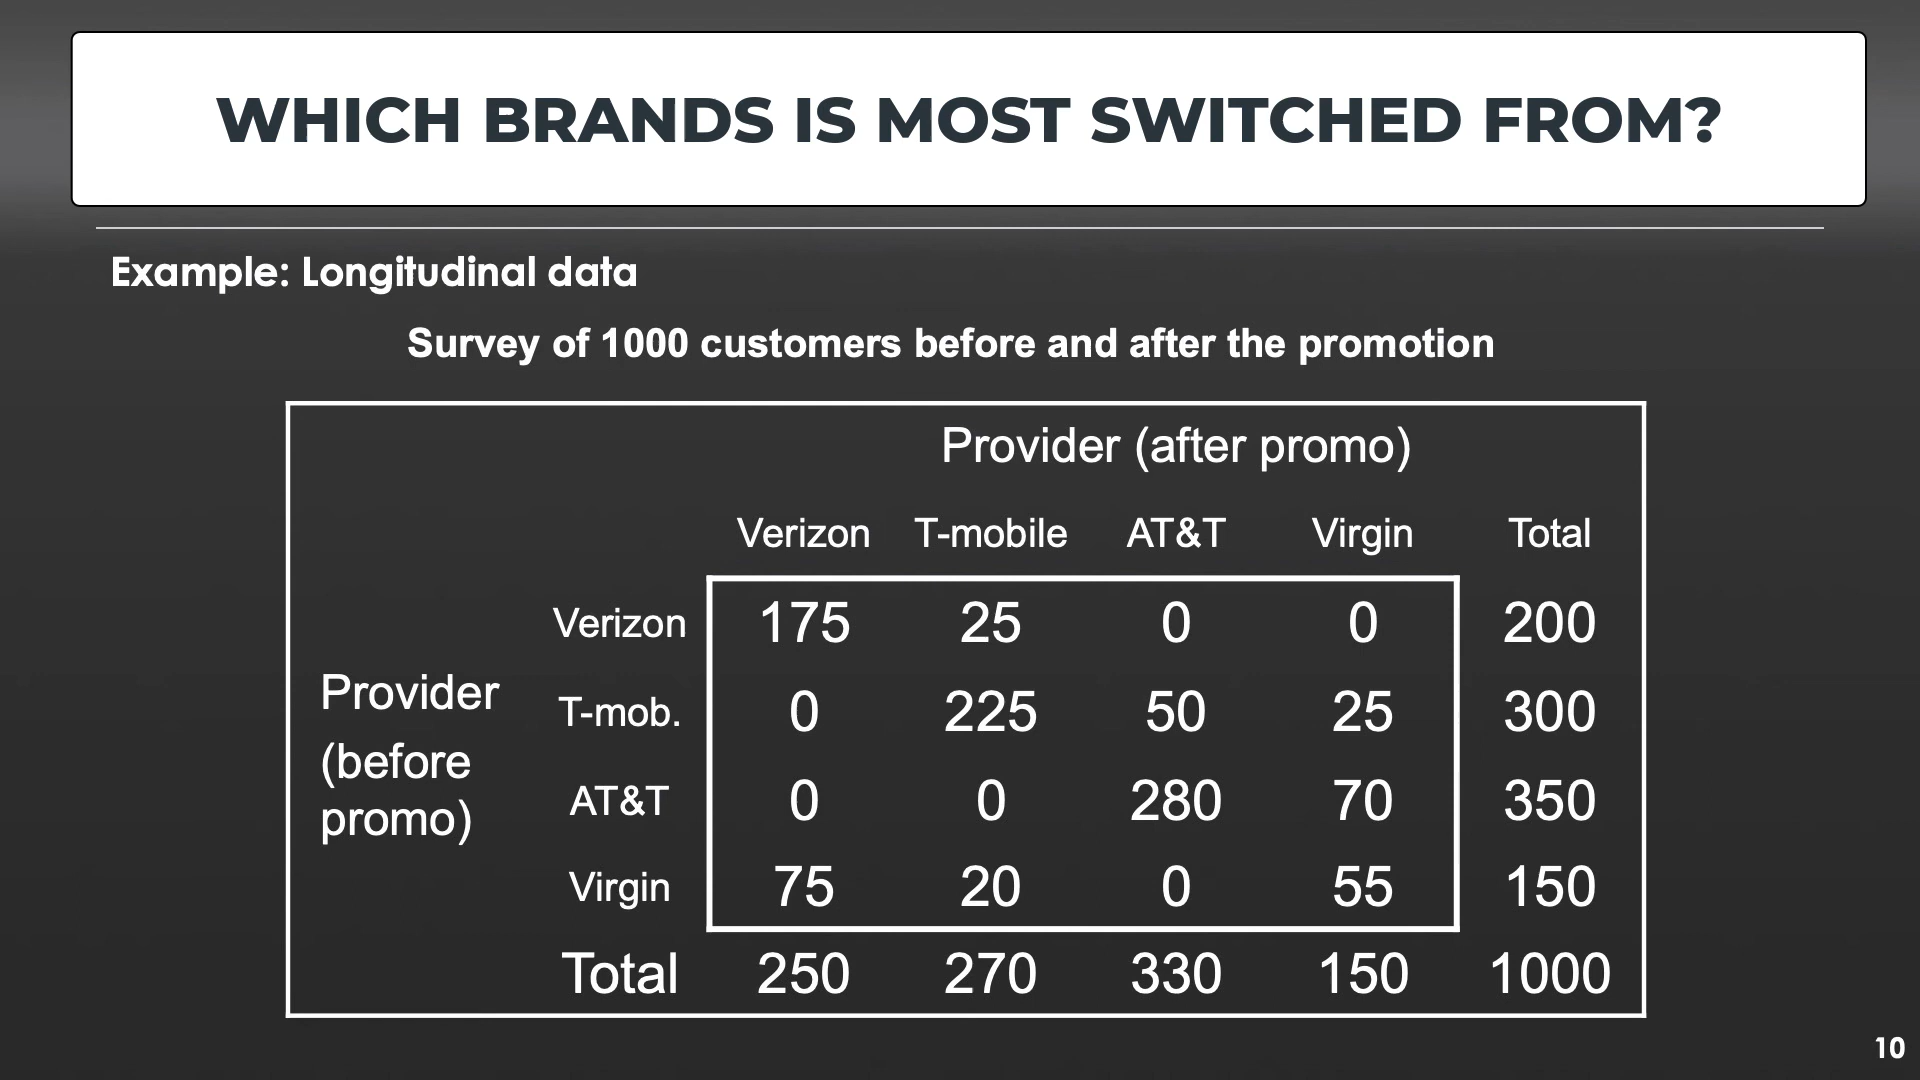 WHICH BRANDS IS MOST SWITCHED FROM?
Example: Longitudinal data
Survey of 1000 customers before and after the promotion
Provider (after promo)
Verizon T-mobile AT&T Virgin Total
Verizon 175 25 0 0 200
Provider
(before
promo)
T-mob. 0 225 50 25 300
AT&T 0 0 280 70 350
Virgin 75 20 0 55 150
Total 250 270 330 150 1000
10